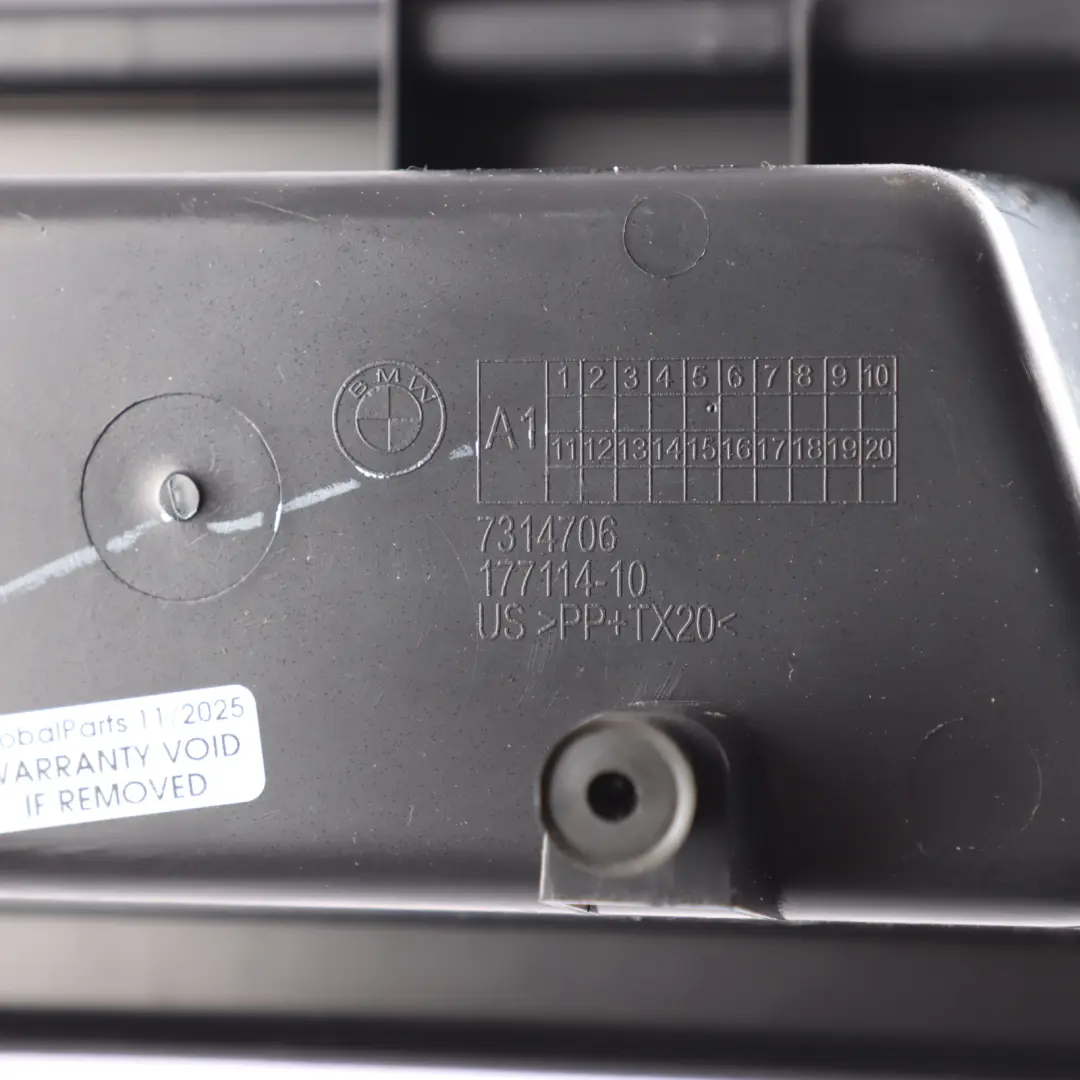 BMW
A1
1 2 3 4 5 6 7 8 9 10
11 12 13 14 15 16 17 18 19 20
7314706
177114-10
US >PP+TX20<
obalParts 11/2025
WARRANTY VOID
IF REMOVED